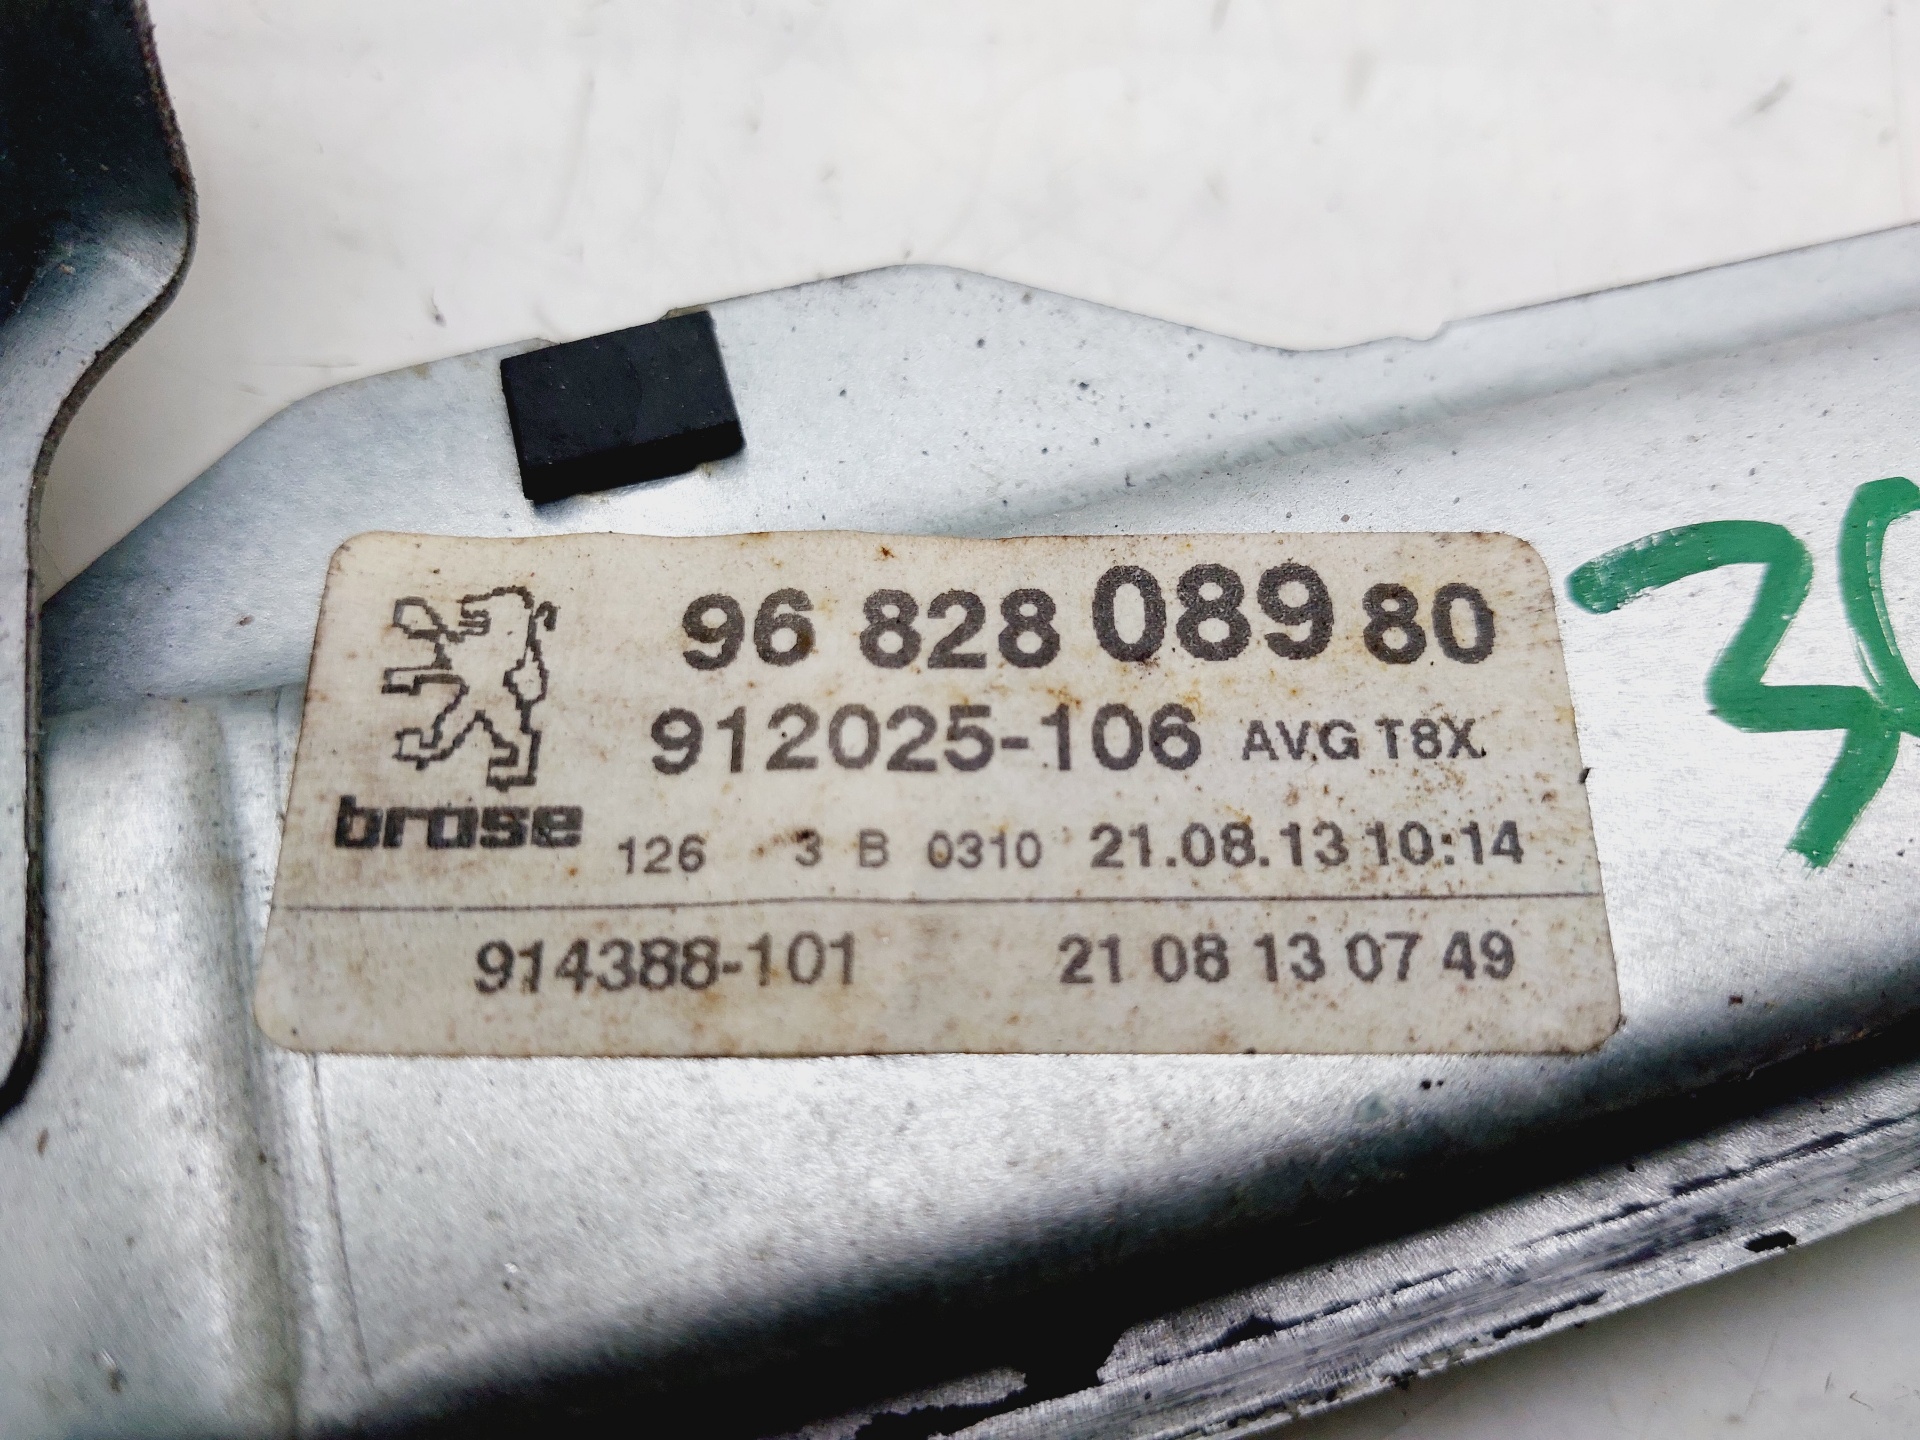 96 828 089 80
912025-106 AVG T8X
brose
126 3 B 0310 21.08.13 10:14
914388-101 21 08 13 07 49